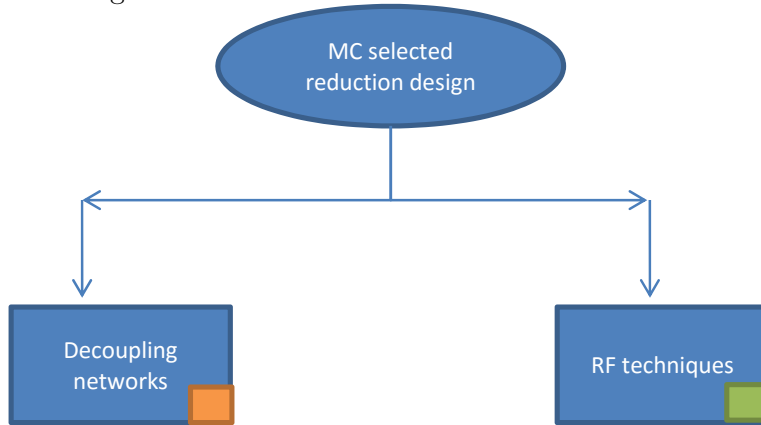 MC selected
reduction design
Decoupling
networks
RF techniques